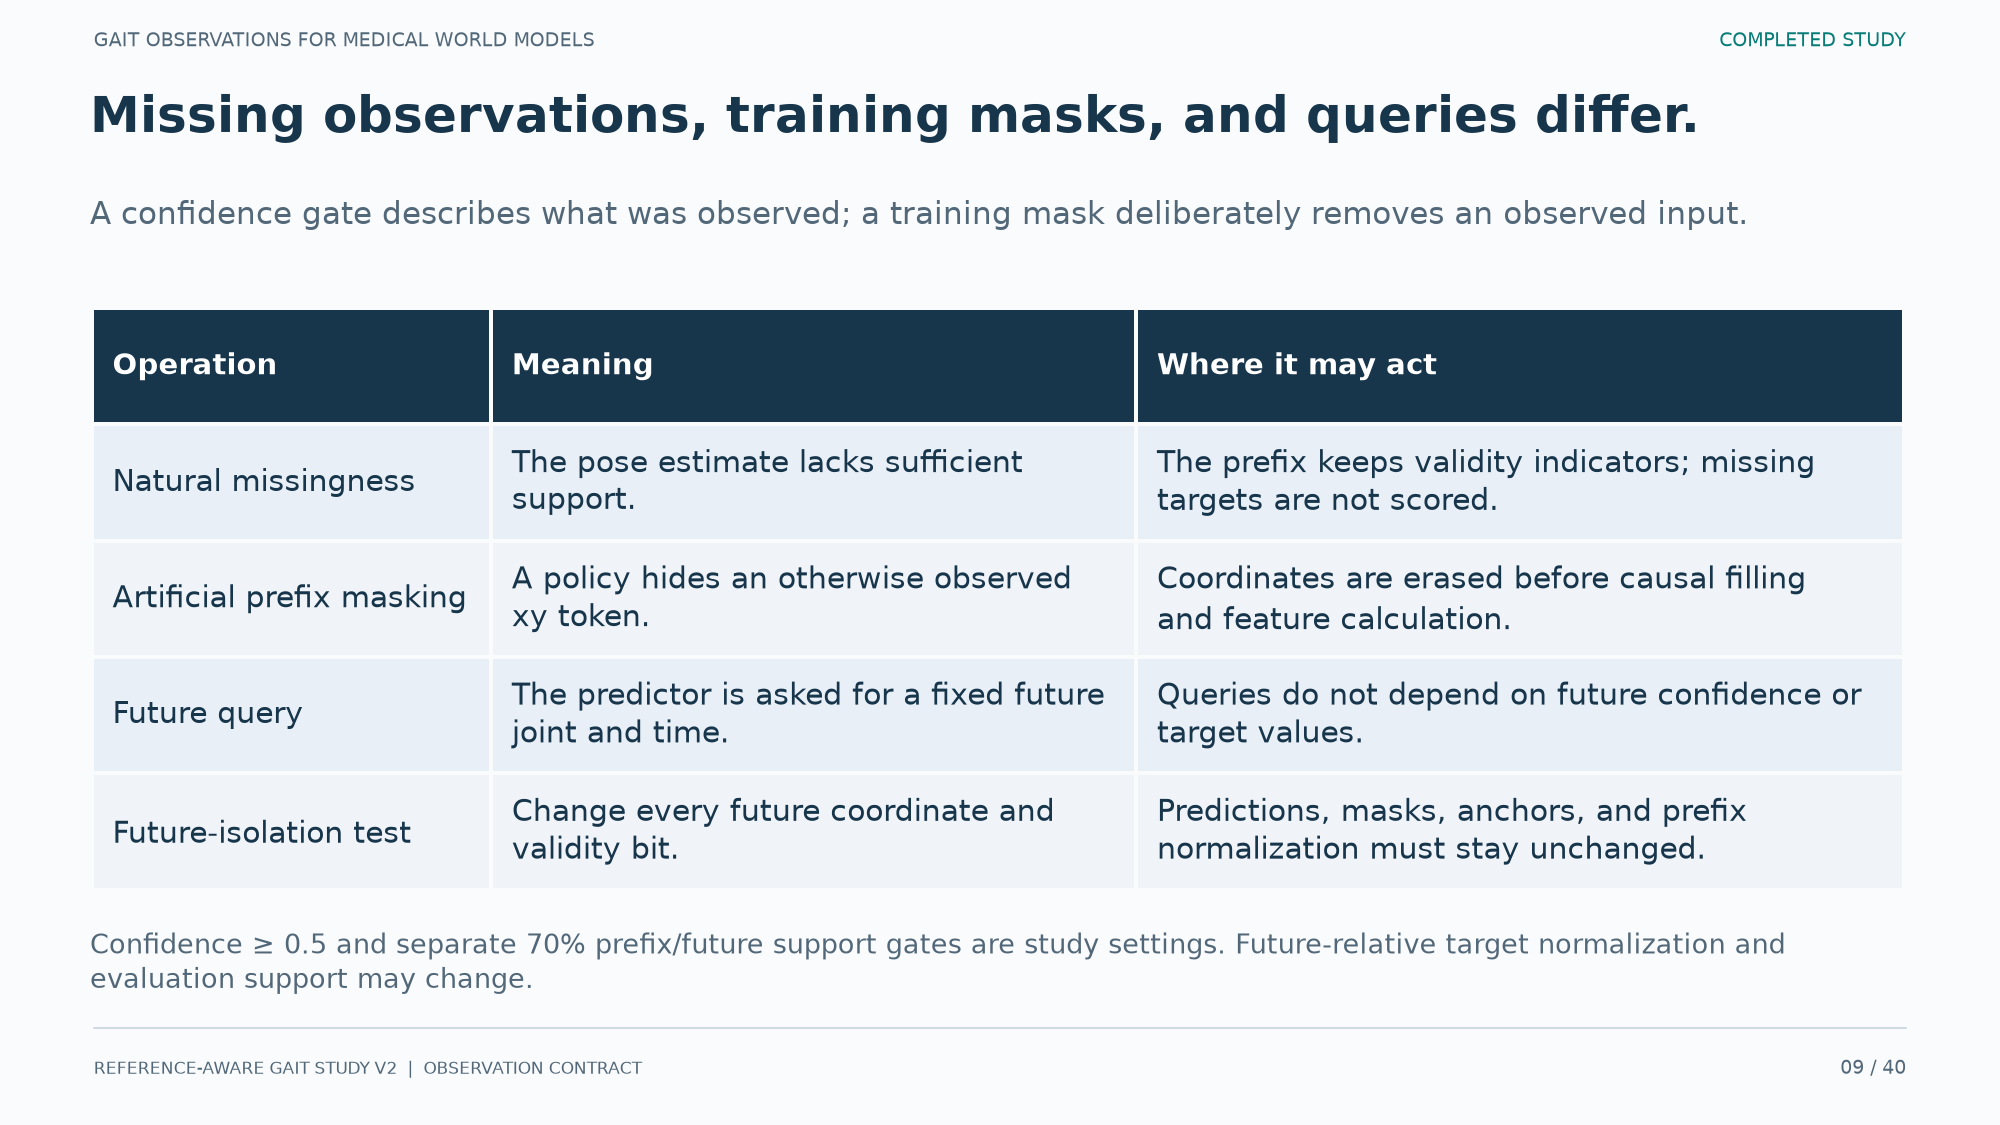 GAIT OBSERVATIONS FOR MEDICAL WORLD MODELS
COMPLETED STUDY
Missing observations, training masks, and queries differ.
A confidence gate describes what was observed; a training mask deliberately removes an observed input.
Operation
Meaning
Where it may act
Natural missingness
The pose estimate lacks sufficient
support.
The prefix keeps validity indicators; missing
targets are not scored.
Artificial prefix masking
A policy hides an otherwise observed
xy token.
Coordinates are erased before causal filling
and feature calculation.
Future query
The predictor is asked for a fixed future
joint and time.
Queries do not depend on future confidence or
target values.
Future-isolation test
Change every future coordinate and
validity bit.
Predictions, masks, anchors, and prefix
normalization must stay unchanged.
Confidence ≥ 0.5 and separate 70% prefix/future support gates are study settings. Future-relative target normalization and
evaluation support may change.
REFERENCE-AWARE GAIT STUDY V2 | OBSERVATION CONTRACT
09 / 40